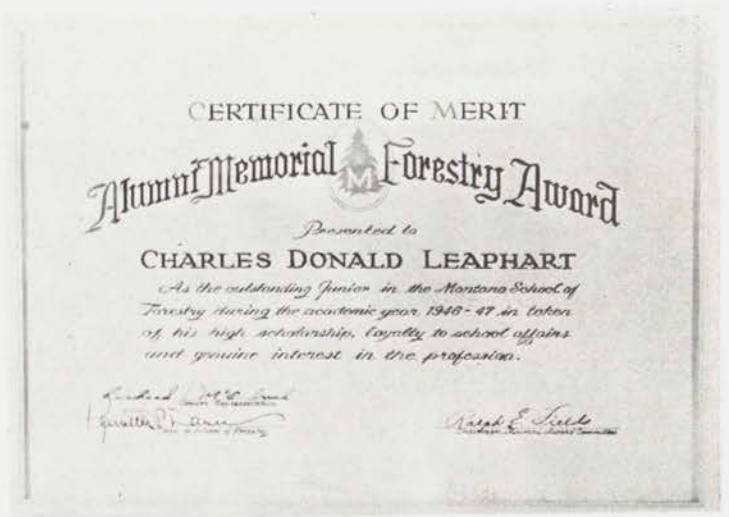 CERTIFICATE OF MERIT
Alumni Memorial Forestry Award
M
Presented to
CHARLES DONALD LEAPHART
As the outstanding Junior in the Montana School of
Forestry during the academic year 1946-47 in token
of his high scholarship, loyalty to school affairs
and genuine interest in the profession.
Ralph E. Fields